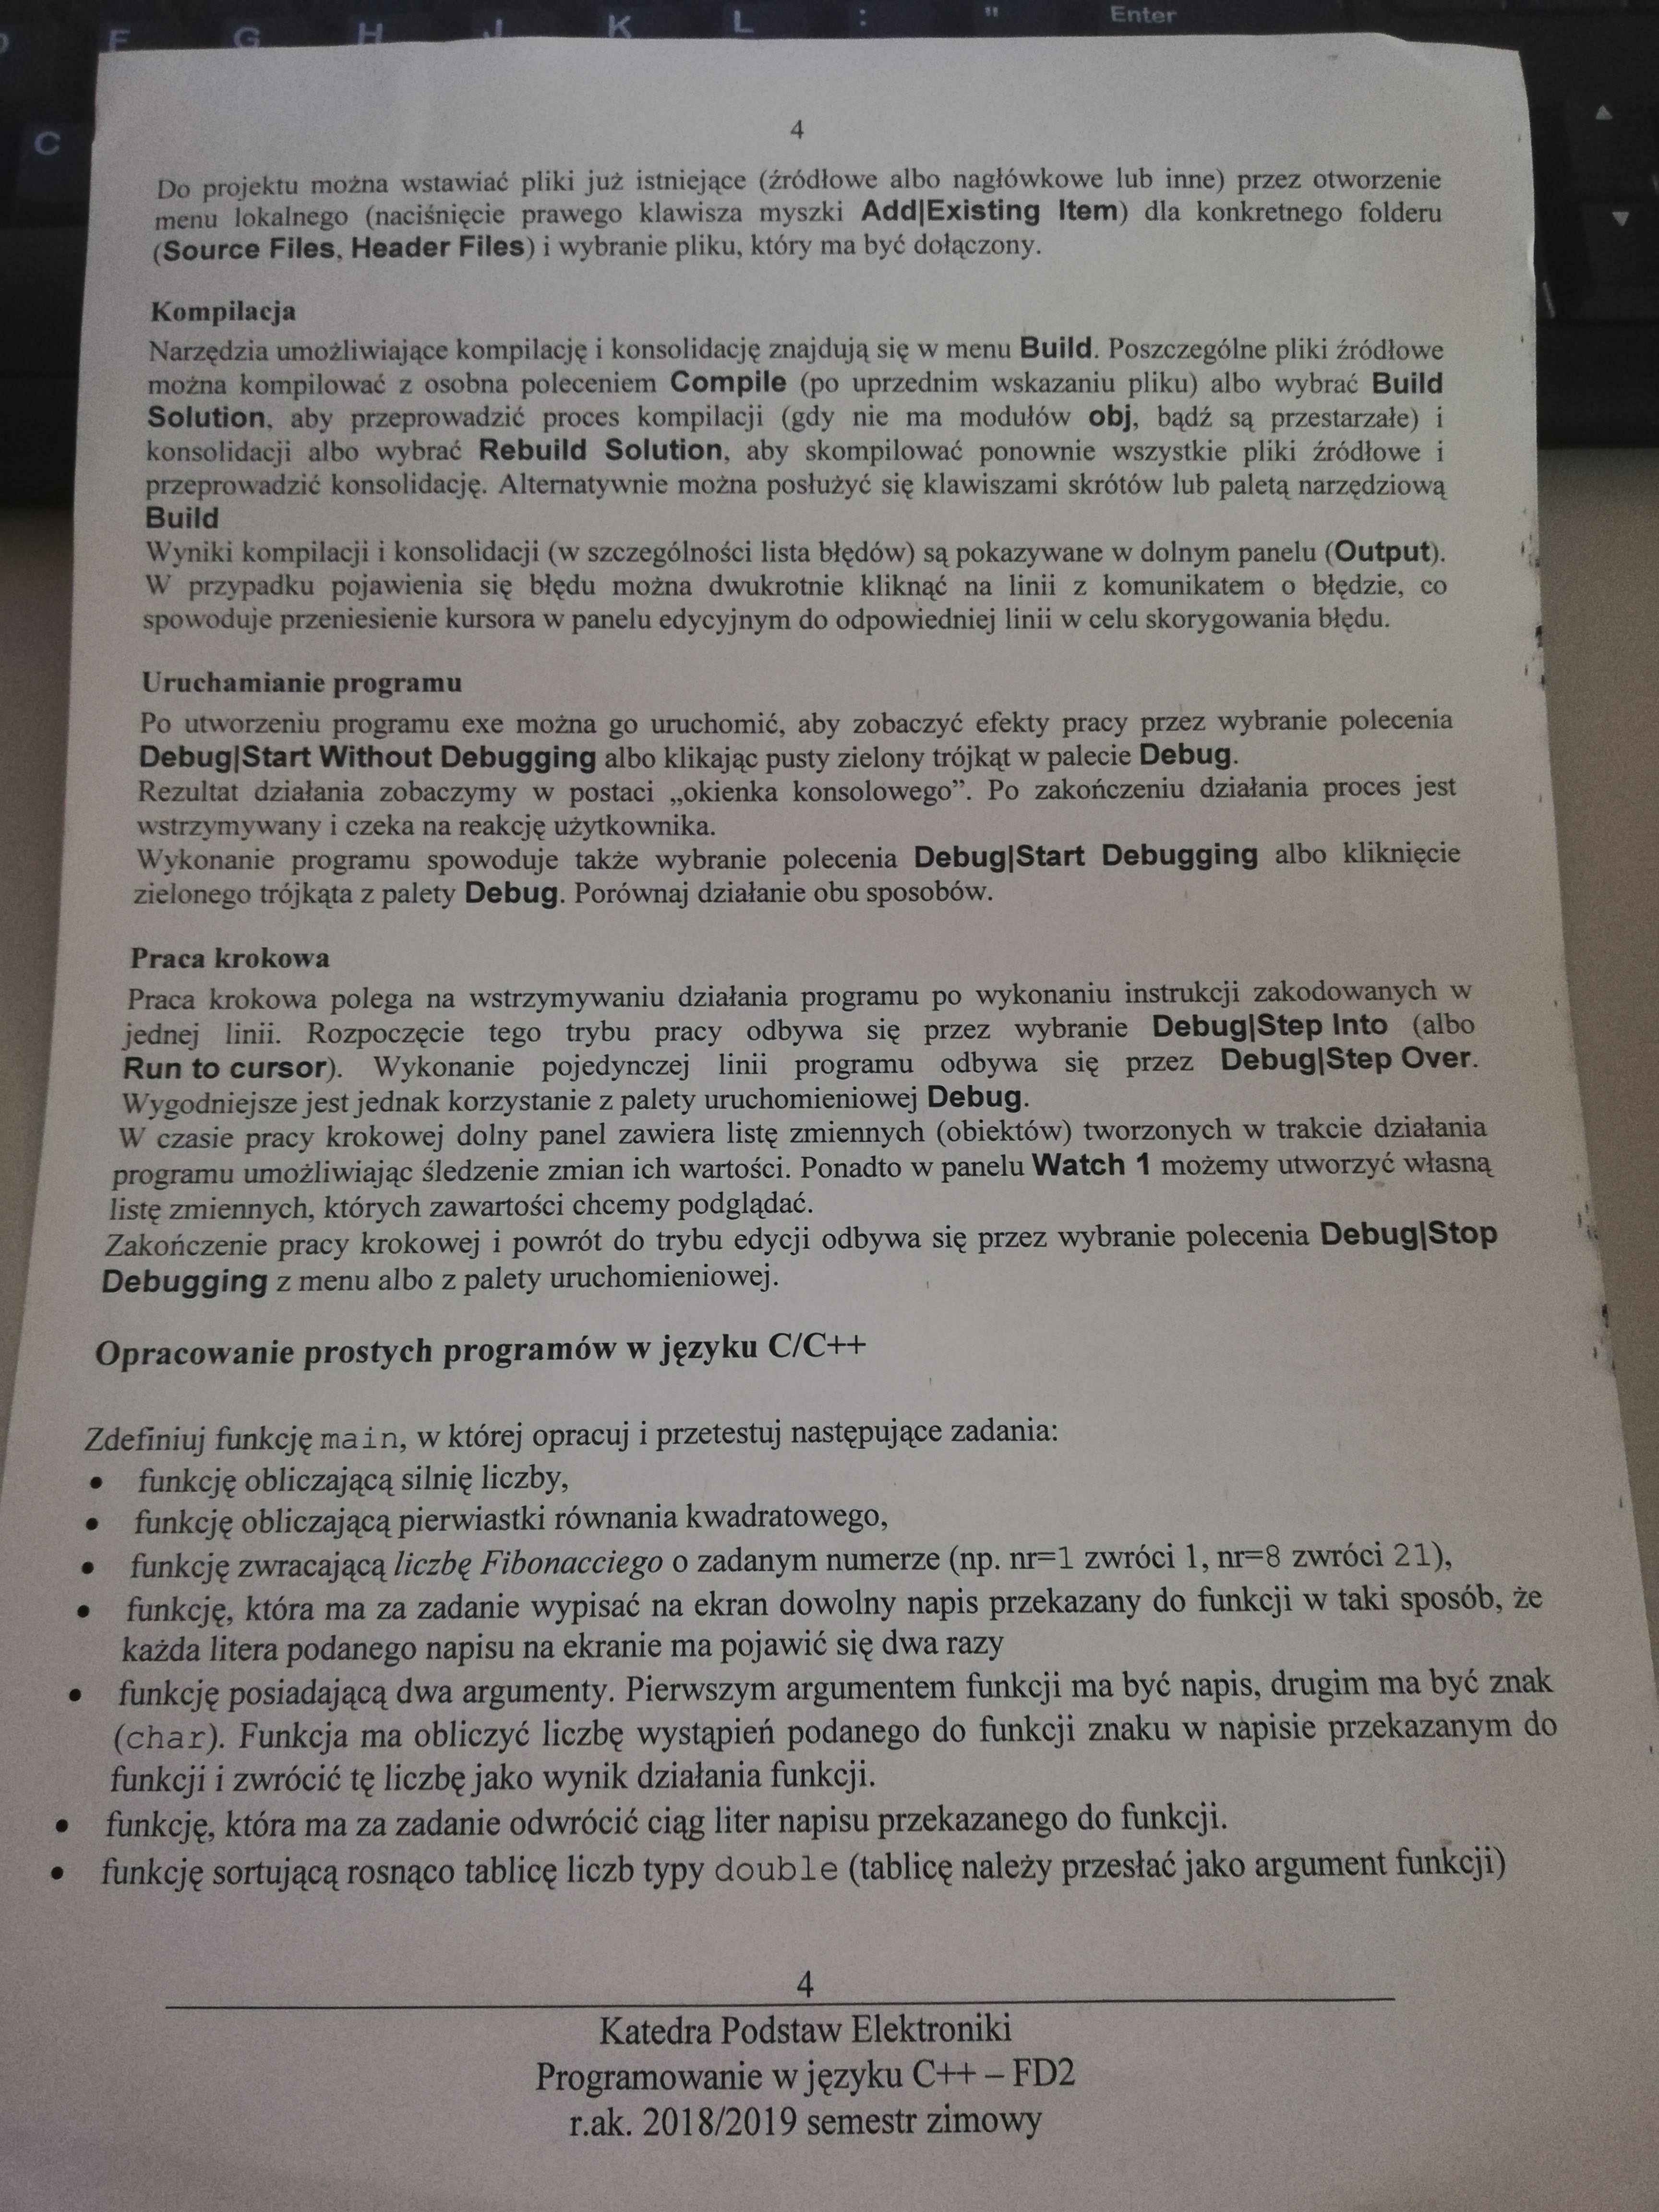 F G H J K L : " Enter
C
4
Do projektu można wstawiać pliki już istniejące (źródłowe albo nagłówkowe lub inne) przez otworzenie
menu lokalnego (naciśnięcie prawego klawisza myszki Add|Existing Item) dla konkretnego folderu
(Source Files, Header Files) i wybranie pliku, który ma być dołączony.
Kompilacja
Narzędzia umożliwiające kompilację i konsolidację znajdują się w menu Build. Poszczególne pliki źródłowe
można kompilować z osobna poleceniem Compile (po uprzednim wskazaniu pliku) albo wybrać Build
Solution, aby przeprowadzić proces kompilacji (gdy nie ma modułów obj, bądź są przestarzałe) i
konsolidacji albo wybrać Rebuild Solution, aby skompilować ponownie wszystkie pliki źródłowe i
przeprowadzić konsolidację. Alternatywnie można posłużyć się klawiszami skrótów lub paletą narzędziową
Build
Wyniki kompilacji i konsolidacji (w szczególności lista błędów) są pokazywane w dolnym panelu (Output).
W przypadku pojawienia się błędu można dwukrotnie kliknąć na linii z komunikatem o błędzie, co
spowoduje przeniesienie kursora w panelu edycyjnym do odpowiedniej linii w celu skorygowania błędu.
Uruchamianie programu
Po utworzeniu programu exe można go uruchomić, aby zobaczyć efekty pracy przez wybranie polecenia
Debug|Start Without Debugging albo klikając pusty zielony trójkąt w palecie Debug.
Rezultat działania zobaczymy w postaci „okienka konsolowego”. Po zakończeniu działania proces jest
wstrzymywany i czeka na reakcję użytkownika.
Wykonanie programu spowoduje także wybranie polecenia Debug|Start Debugging albo kliknięcie
zielonego trójkąta z palety Debug. Porównaj działanie obu sposobów.
Praca krokowa
Praca krokowa polega na wstrzymywaniu działania programu po wykonaniu instrukcji zakodowanych w
jednej linii. Rozpoczęcie tego trybu pracy odbywa się przez wybranie Debug|Step Into (albo
Run to cursor). Wykonanie pojedynczej linii programu odbywa się przez Debug|Step Over.
Wygodniejsze jest jednak korzystanie z palety uruchomieniowej Debug.
W czasie pracy krokowej dolny panel zawiera listę zmiennych (obiektów) tworzonych w trakcie działania
programu umożliwiając śledzenie zmian ich wartości. Ponadto w panelu Watch 1 możemy utworzyć własną
listę zmiennych, których zawartości chcemy podglądać.
Zakończenie pracy krokowej i powrót do trybu edycji odbywa się przez wybranie polecenia Debug|Stop
Debugging z menu albo z palety uruchomieniowej.
Opracowanie prostych programów w języku C/C++
Zdefiniuj funkcję main, w której opracuj i przetestuj następujące zadania:
• funkcję obliczającą silnię liczby,
• funkcję obliczającą pierwiastki równania kwadratowego,
• funkcję zwracającą liczbę Fibonacciego o zadanym numerze (np. nr=1 zwróci 1, nr=8 zwróci 21),
• funkcję, która ma za zadanie wypisać na ekran dowolny napis przekazany do funkcji w taki sposób, że
każda litera podanego napisu na ekranie ma pojawić się dwa razy
• funkcję posiadającą dwa argumenty. Pierwszym argumentem funkcji ma być napis, drugim ma być znak
(char). Funkcja ma obliczyć liczbę wystąpień podanego do funkcji znaku w napisie przekazanym do
funkcji i zwrócić tę liczbę jako wynik działania funkcji.
• funkcję, która ma za zadanie odwrócić ciąg liter napisu przekazanego do funkcji.
• funkcję sortującą rosnąco tablicę liczb typy double (tablicę należy przesłać jako argument funkcji)
4
Katedra Podstaw Elektroniki
Programowanie w języku C++ – FD2
r.ak. 2018/2019 semestr zimowy